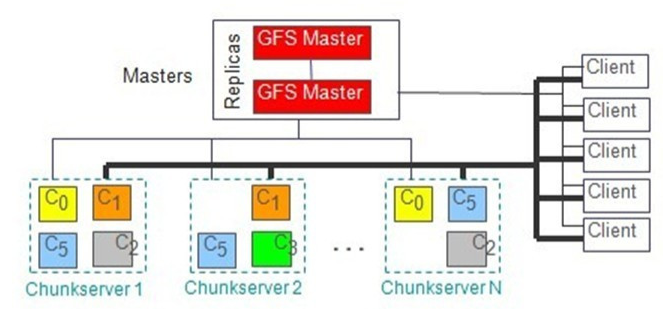 GFS Master
Client
Masters
Replicas
GFS Master
Client
Client
Client
Client
C0 C1 C1 C0 C5
C5 C2 C5 C3 ... C2
Chunkserver 1 Chunkserver 2 Chunkserver N